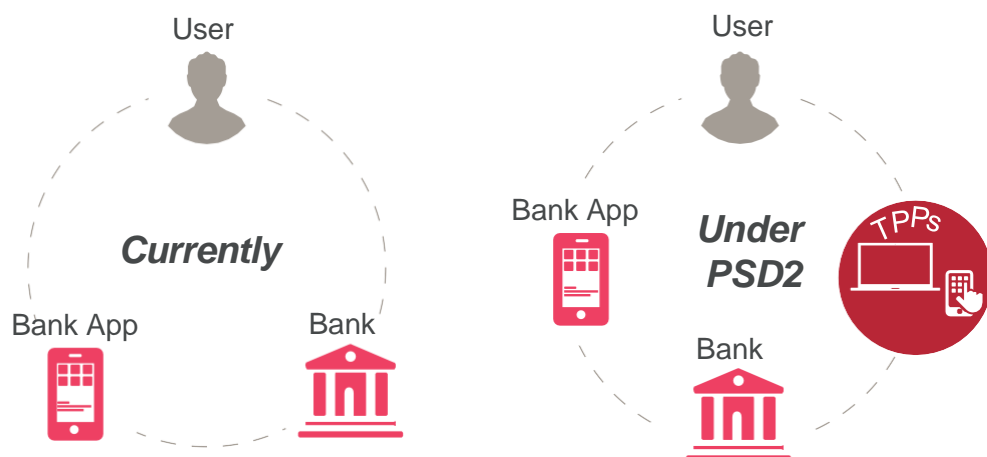 User
Currently
Bank App
Bank
User
Bank App
Under
PSD2
TPPs
Bank